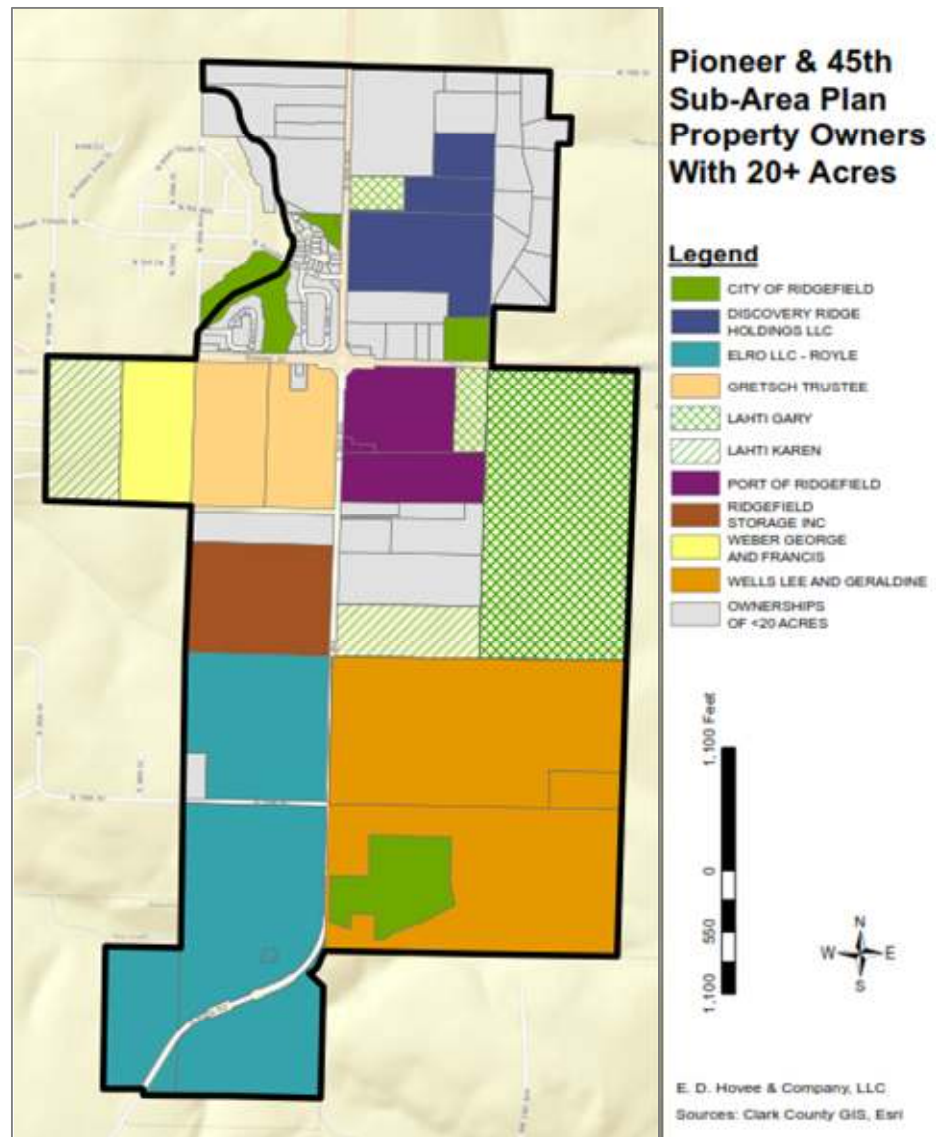 Pioneer & 45th
Sub-Area Plan
Property Owners
With 20+ Acres
Legend
CITY OF RIDGEFIELD
DISCOVERY RIDGE
HOLDINGS LLC
ELRO LLC - ROYLE
GRETSCH TRUSTEE
LAHTI GARY
LAHTI KAREN
PORT OF RIDGEFIELD
RIDGEFIELD
STORAGE INC
WEBER GEORGE
AND FRANCIS
WELLS LEE AND GERALDINE
OWNERSHIPS
OF <20 ACRES
1,100 Feet
0
550
1,100
N
W
E
S
E. D. Hovee & Company, LLC
Sources: Clark County GIS, Esri